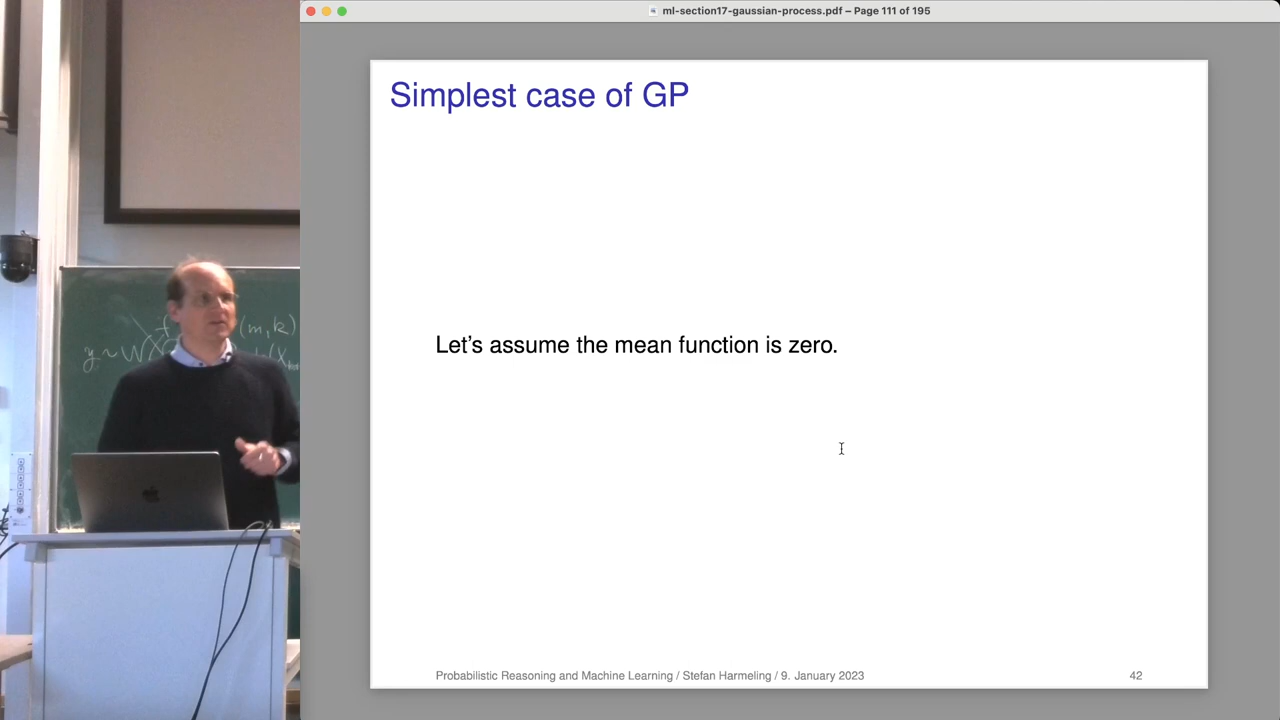 ml-section17-gaussian-process.pdf – Page 111 of 195
Simplest case of GP
Let's assume the mean function is zero.
Probabilistic Reasoning and Machine Learning / Stefan Harmeling / 9. January 2023
42
(m,k)
y ~ N